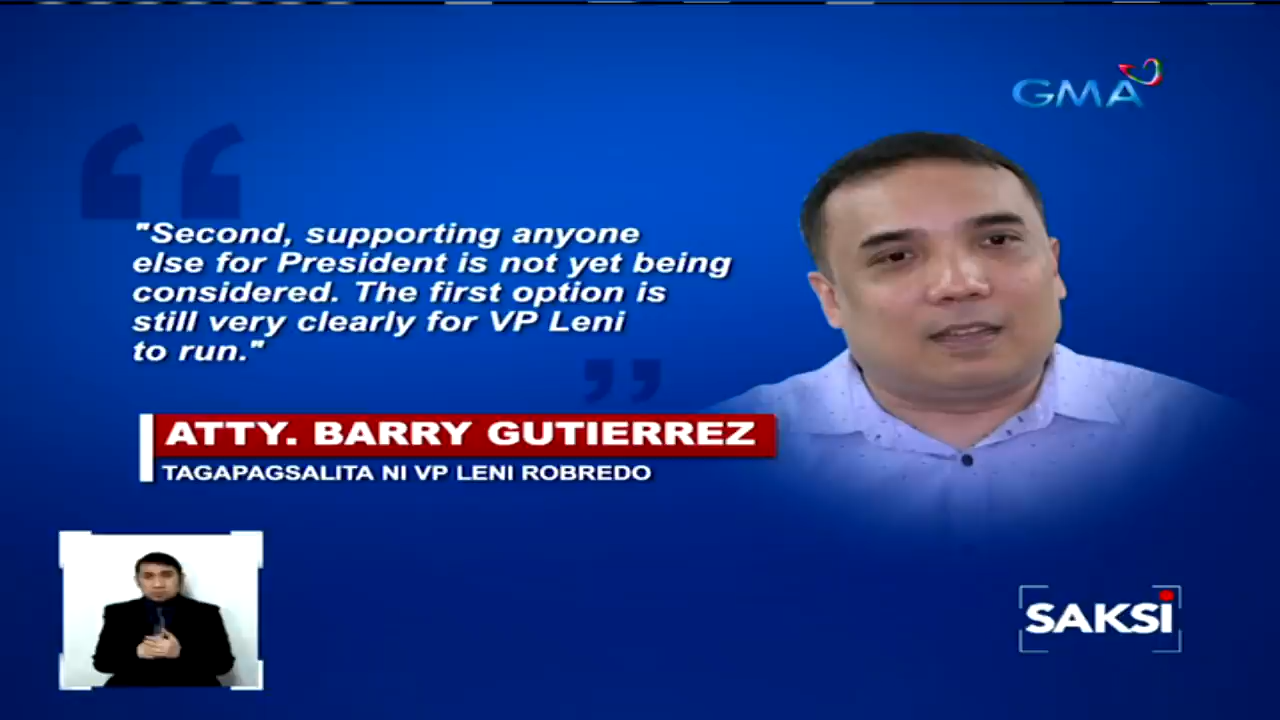 GMA
"Second, supporting anyone
else for President is not yet being
considered. The first option is
still very clearly for VP Leni
to run."
ATTY. BARRY GUTIERREZ
TAGAPAGSALITA NI VP LENI ROBREDO
SAKSI